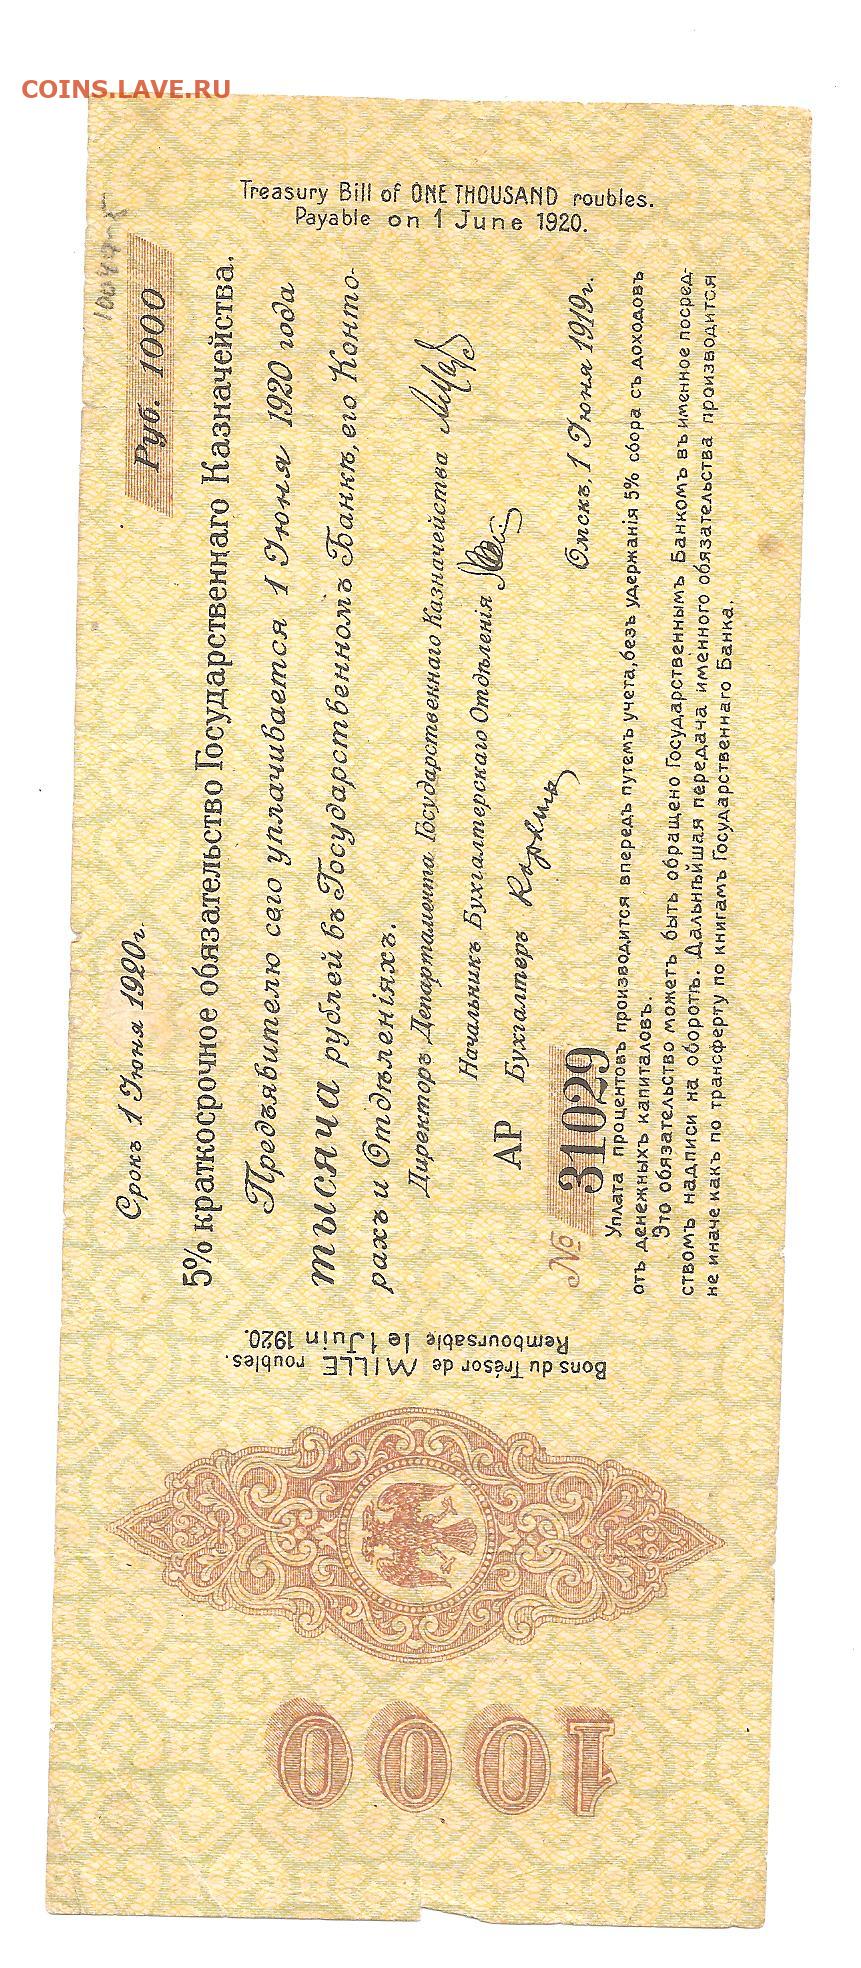 COINS.LAVE.RU
Treasury Bill of ONE THOUSAND roubles.
Payable on 1 June 1920.
Срокъ 1 Іюня 1920 г.
Руб. 1000
5% краткосрочное обязательство Государственнаго Казначейства.
Предъявителю сего уплачивается 1 Іюня 1920 года
тысяча рублей въ Государственномъ Банкѣ, его Конто-
рахъ и Отдѣленіяхъ.
Директоръ Департамента Государственнаго Казначейства
Начальникъ Бухгалтерскаго Отдѣленія
АР Бухгалтеръ
Омскъ, 1 Іюня 1919 г.
№ 31029
Уплата процентовъ производится впередъ путемъ учета, безъ удержанія 5% сбора съ доходовъ
отъ денежныхъ капиталовъ.
Это обязательство можетъ быть обращено Государственнымъ Банкомъ въ именное посред-
ствомъ надписи на оборотѣ. Дальнѣйшая передача именного обязательства производится
не иначе какъ по трансферту по книгамъ Государственнаго Банка.
Bons du Trésor de MILLE roubles.
Remboursable le 1 Juin 1920.
1000